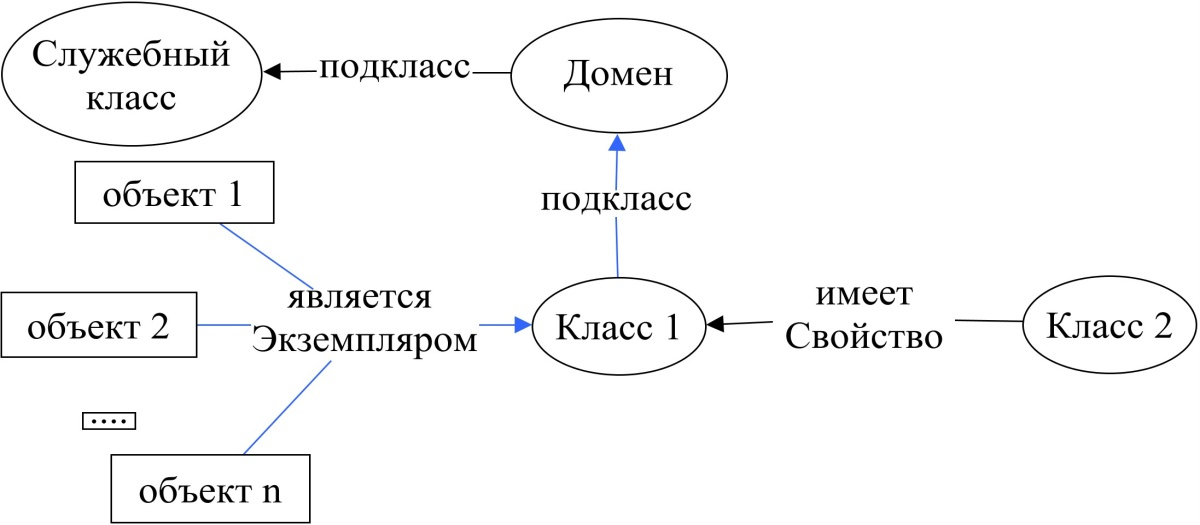 Служебный
класс
подкласс
Домен
объект 1
подкласс
является
Экземпляром
объект 2
Класс 1
имеет
Свойство
Класс 2
....
объект n